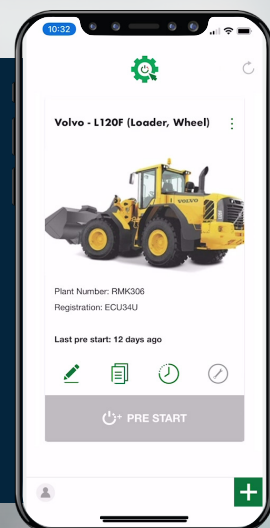 10:32
Volvo - L120F (Loader, Wheel)
VOLVO
Plant Number: RMK306
Registration: ECU34U
Last pre start: 12 days ago
PRE START